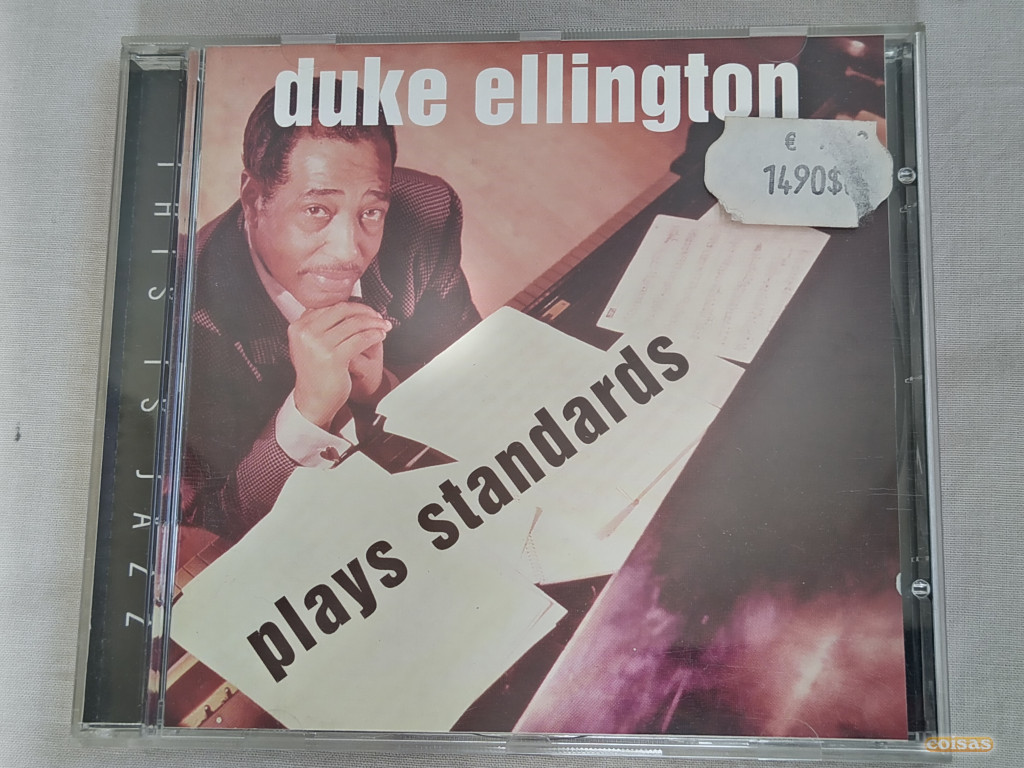 duke ellington
€
1490$
THIS IS JAZZ
plays standards
coisas